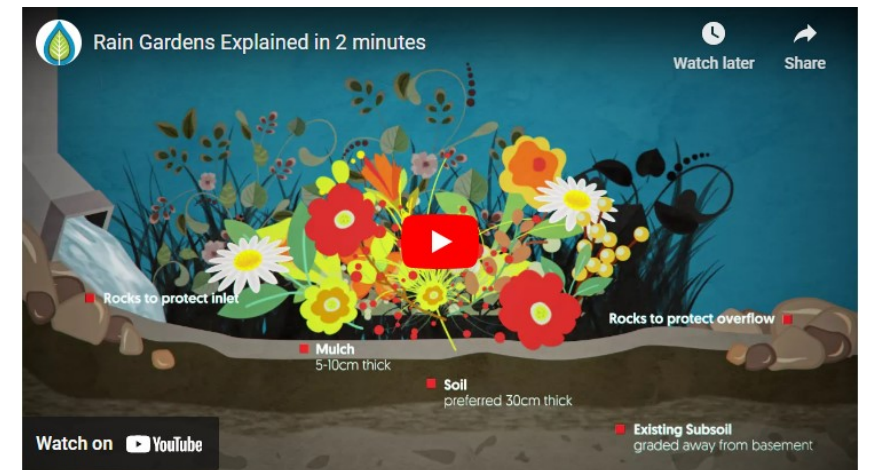 Rain Gardens Explained in 2 minutes
Watch later
Share
Rocks to protect inlet
Rocks to protect overflow
Mulch
5-10cm thick
Soil
preferred 30cm thick
Existing Subsoil
graded away from basement
Watch on YouTube